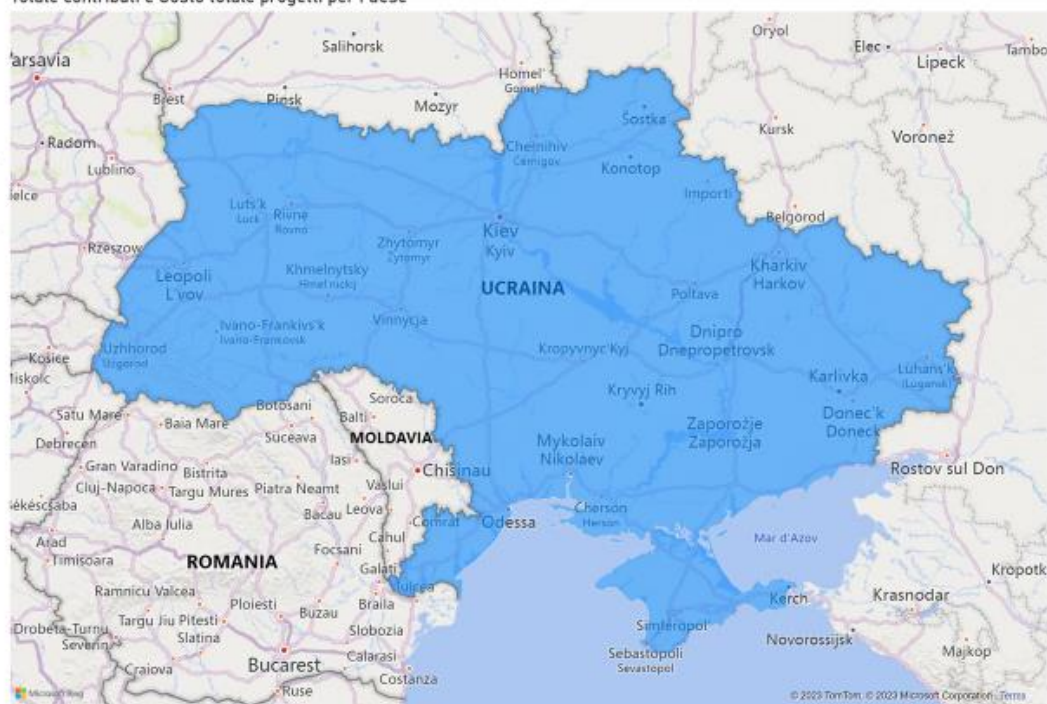 Totale contributi e Costo totale progetti per Paese
Oryol
Salihorsk
Elec
Lipeck
Tambo
arsavia
Homel'
Gomel
Brest
Pinsk
Mozyr
Šostka
Kursk
Voronež
Radom
Chernihiv
Lublino
Konotop
Importi
ielce
Luts'k
Luck
Rivne
Rovno
Belgorod
Kiev
Kyiv
Rzeszow
Zhytomyr
Žytomyr
Kharkiv
Harkov
Leopoli
L'vov
Khmelnytsky
UCRAINA
Poltava
Vinnycja
Ivano-Frankivs'k
Ivano-Frankovsk
Dnipro
Dnepropetrovsk
Uzhhorod
Uzgorod
Kropyvnyc'Kyj
Košice
Luhans'k
(Lugansk)
Miskolc
Karlivka
Kryvyj Rih
Soroca
Botosani
Satu Mare
Baia Mare
Balti
Donec'k
Doneck
Zaporožje
Zaporožja
Debrecen
Suceava
MOLDAVIA
Mykolaiv
Nikolaev
Gran Varadino
Bistrita
Iasi
Chisinau
Rostov sul Don
Cluj-Napoca
Targu Mures
Piatra Neamt
Vaslui
Békéscsaba
Bacau
Leova
Cherson
Herson
Alba Iulia
Comrat
Odessa
Arad
Cahul
Mar d'Azov
Timisoara
ROMANIA
Focsani
Galati
Tulcea
Kropotk
Ramnicu Valcea
Ploiesti
Buzau
Braila
Kerch
Krasnodar
Drobeta-Turnu
Severin
Targu Jiu
Pitesti
Slatina
Slobozia
Simferopol'
Novorossijsk
Craiova
Bucarest
Calarasi
Sebastopoli
Sevastopol
Majkop
Costanza
Ruse
Microsoft Bing
© 2023 TomTom, © 2023 Microsoft Corporation Terms